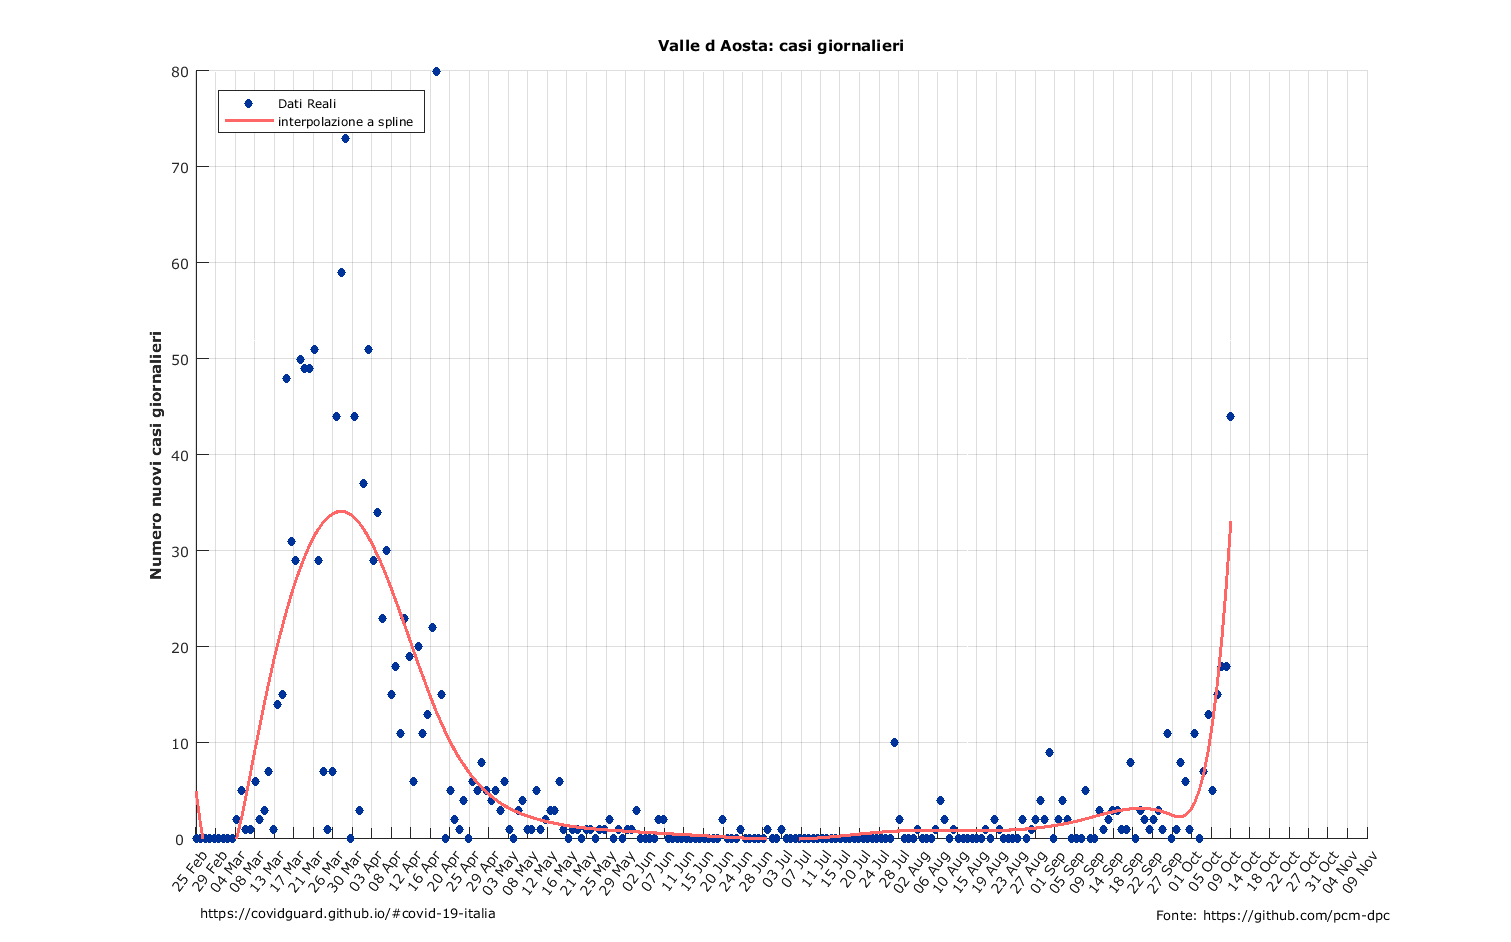 Valle d Aosta: casi giornalieri
Dati Reali
interpolazione a spline
Numero nuovi casi giornalieri
80
70
60
50
40
30
20
10
0
25 Feb
29 Feb
04 Mar
08 Mar
13 Mar
17 Mar
21 Mar
26 Mar
30 Mar
03 Apr
08 Apr
12 Apr
16 Apr
20 Apr
25 Apr
29 Apr
03 May
08 May
12 May
16 May
21 May
25 May
29 May
02 Jun
07 Jun
11 Jun
15 Jun
20 Jun
24 Jun
28 Jun
03 Jul
07 Jul
11 Jul
15 Jul
20 Jul
24 Jul
28 Jul
02 Aug
06 Aug
10 Aug
15 Aug
19 Aug
23 Aug
27 Aug
01 Sep
05 Sep
09 Sep
14 Sep
18 Sep
22 Sep
27 Sep
01 Oct
05 Oct
09 Oct
14 Oct
18 Oct
22 Oct
27 Oct
31 Oct
04 Nov
09 Nov
https://covidguard.github.io/#covid-19-italia
Fonte: https://github.com/pcm-dpc